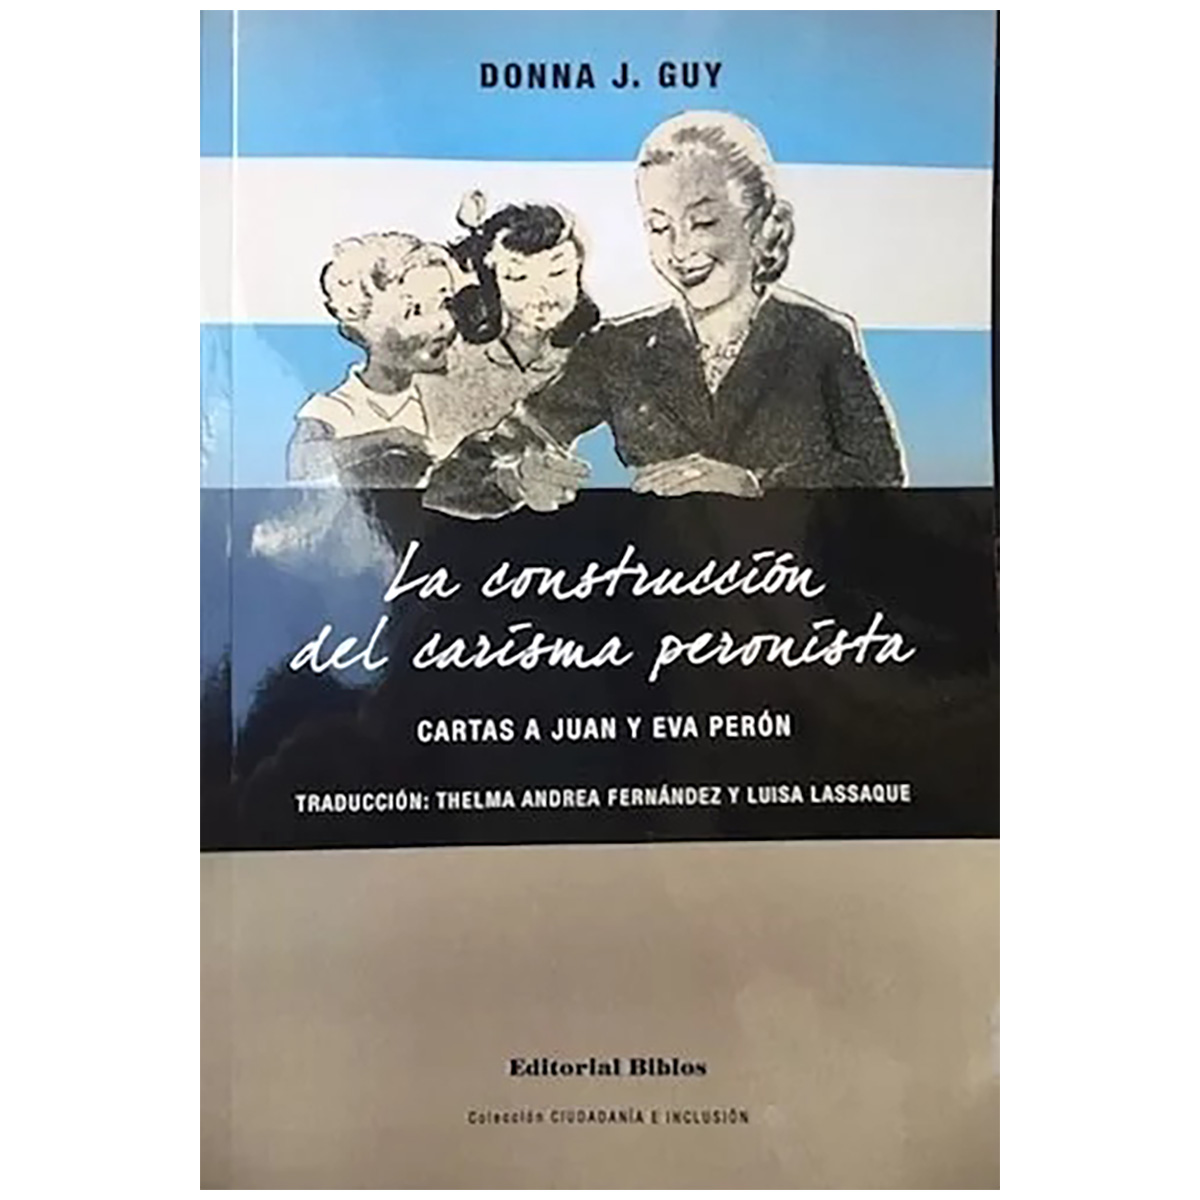 DONNA J. GUY
La construcción
del carisma peronista
CARTAS A JUAN Y EVA PERÓN
TRADUCCIÓN: THELMA ANDREA FERNÁNDEZ Y LUISA LASSAQUE
Editorial Biblos
Colección CIUDADANÍA E INCLUSIÓN